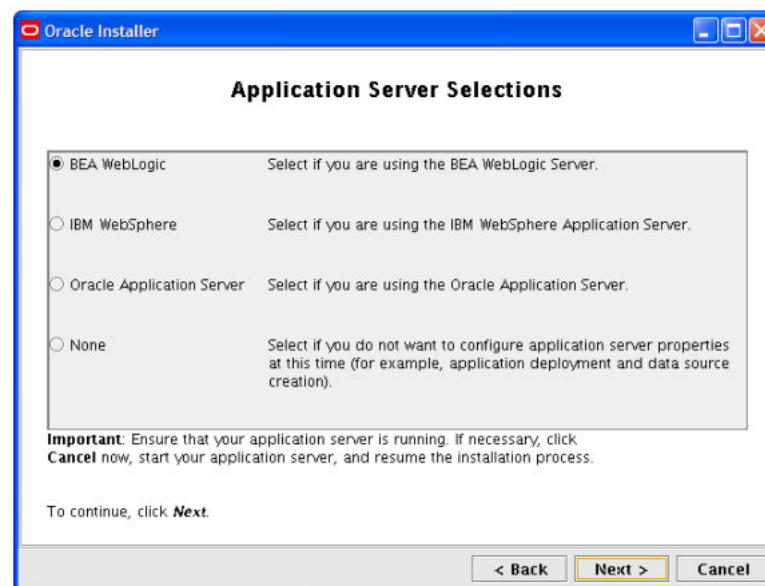 Oracle Installer
Application Server Selections
BEA WebLogic Select if you are using the BEA WebLogic Server.
IBM WebSphere Select if you are using the IBM WebSphere Application Server.
Oracle Application Server Select if you are using the Oracle Application Server.
None Select if you do not want to configure application server properties
at this time (for example, application deployment and data source
creation).
Important: Ensure that your application server is running. If necessary, click
Cancel now, start your application server, and resume the installation process.
To continue, click Next.
< Back Next > Cancel